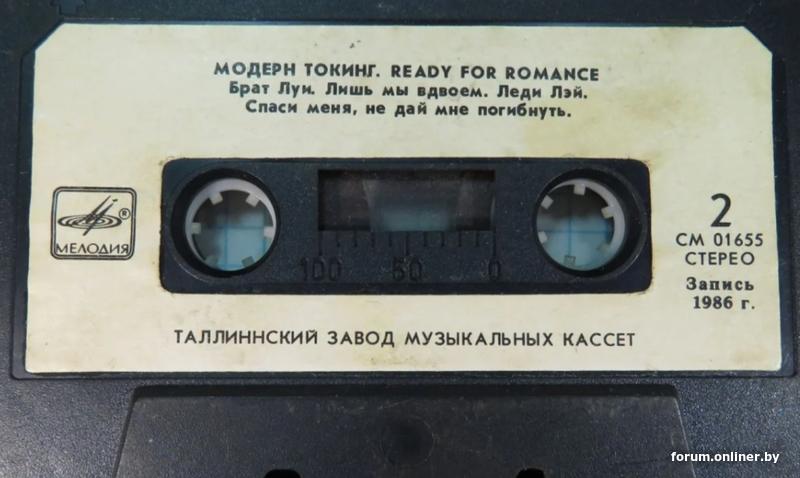 МОДЕРН ТОКИНГ. READY FOR ROMANCE
Брат Луи. Лишь мы вдвоем. Леди Лэй.
Спаси меня, не дай мне погибнуть.
®
МЕЛОДИЯ
100 50 0
2
СМ 01655
СТЕРЕО
Запись
1986 г.
ТАЛЛИННСКИЙ ЗАВОД МУЗЫКАЛЬНЫХ КАССЕТ
forum.onliner.by